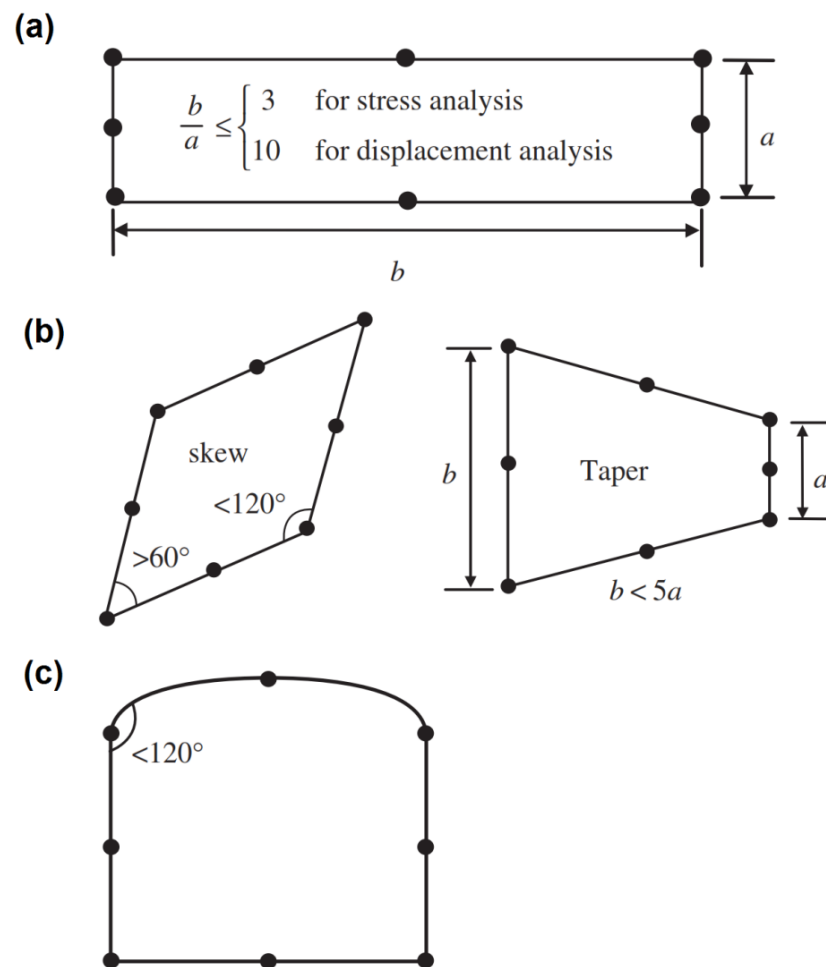 (a)
b/a ≤ { 3 for stress analysis
10 for displacement analysis
a
b
(b)
skew
<120°
>60°
b
Taper
a
b < 5a
(c)
<120°